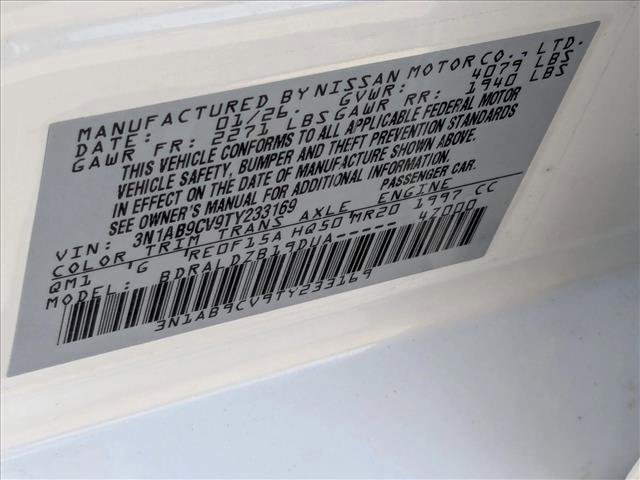 MANUFACTURED BY NISSAN MOTOR CO., LTD.
DATE: 01/26. GVWR: 4079 LBS
GAWR FR: 2271 LBS GAWR RR: 1940 LBS
THIS VEHICLE CONFORMS TO ALL APPLICABLE FEDERAL MOTOR
VEHICLE SAFETY, BUMPER AND THEFT PREVENTION STANDARDS
IN EFFECT ON THE DATE OF MANUFACTURE SHOWN ABOVE.
SEE OWNER'S MANUAL FOR ADDITIONAL INFORMATION.
VIN: 3N1AB9CV9TY233169 PASSENGER CAR.
COLOR TRIM TRANS AXLE ENGINE
QM1 'G 'RE0F15A HQ50 MR20 1997 CC
MODEL: BDRALDZB19DUA----- 47000
3N1AB9CV9TY233169